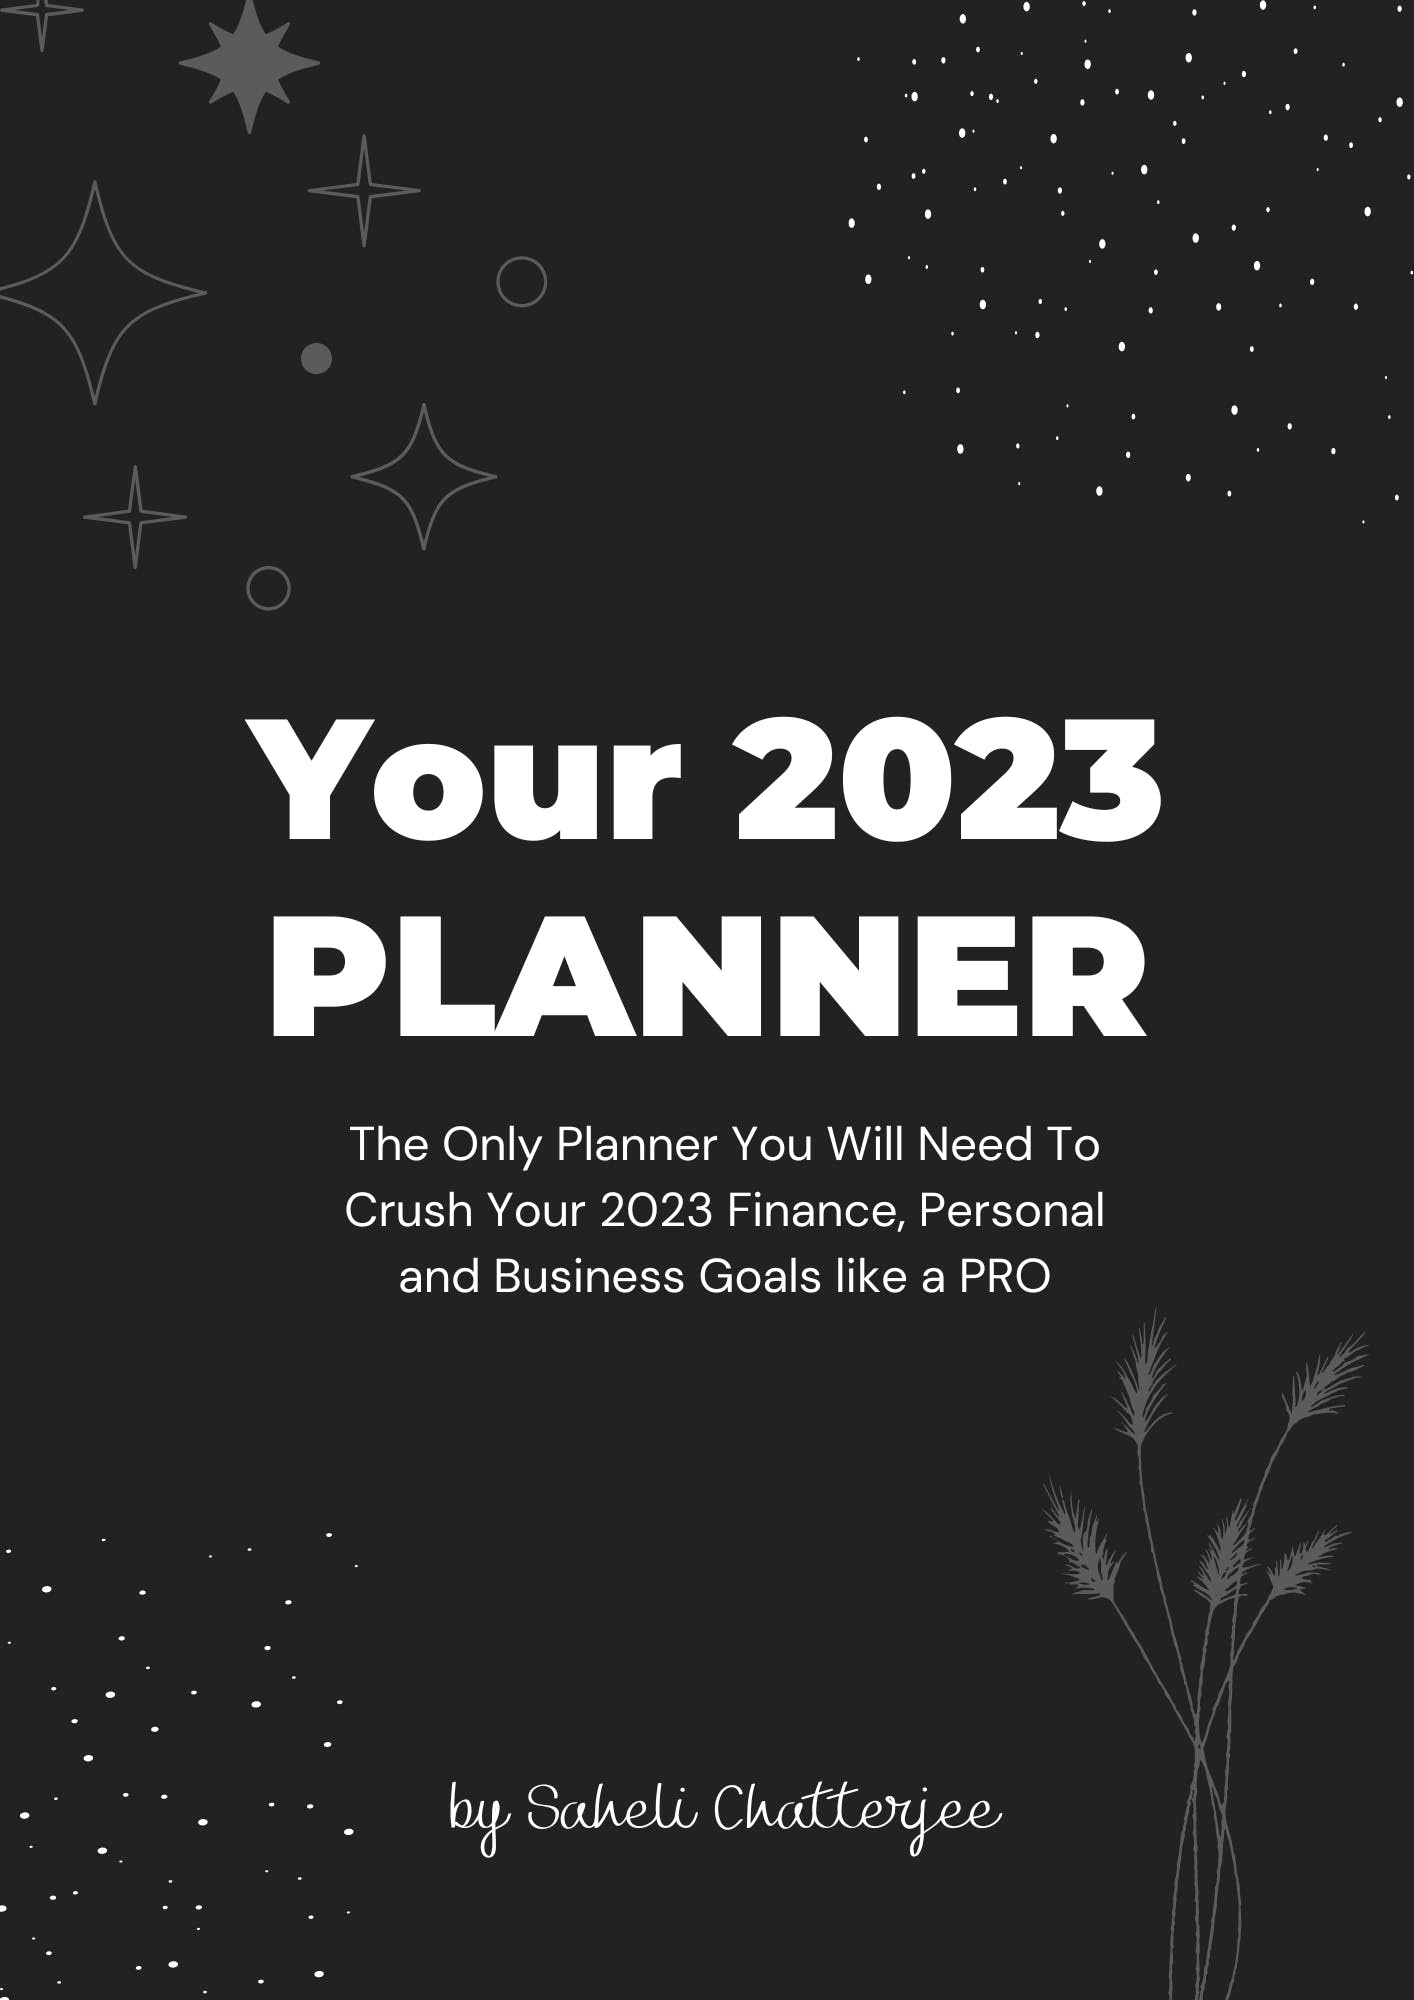 Your 2023
PLANNER
The Only Planner You Will Need To
Crush Your 2023 Finance, Personal
and Business Goals like a PRO
by Saheli Chatterjee